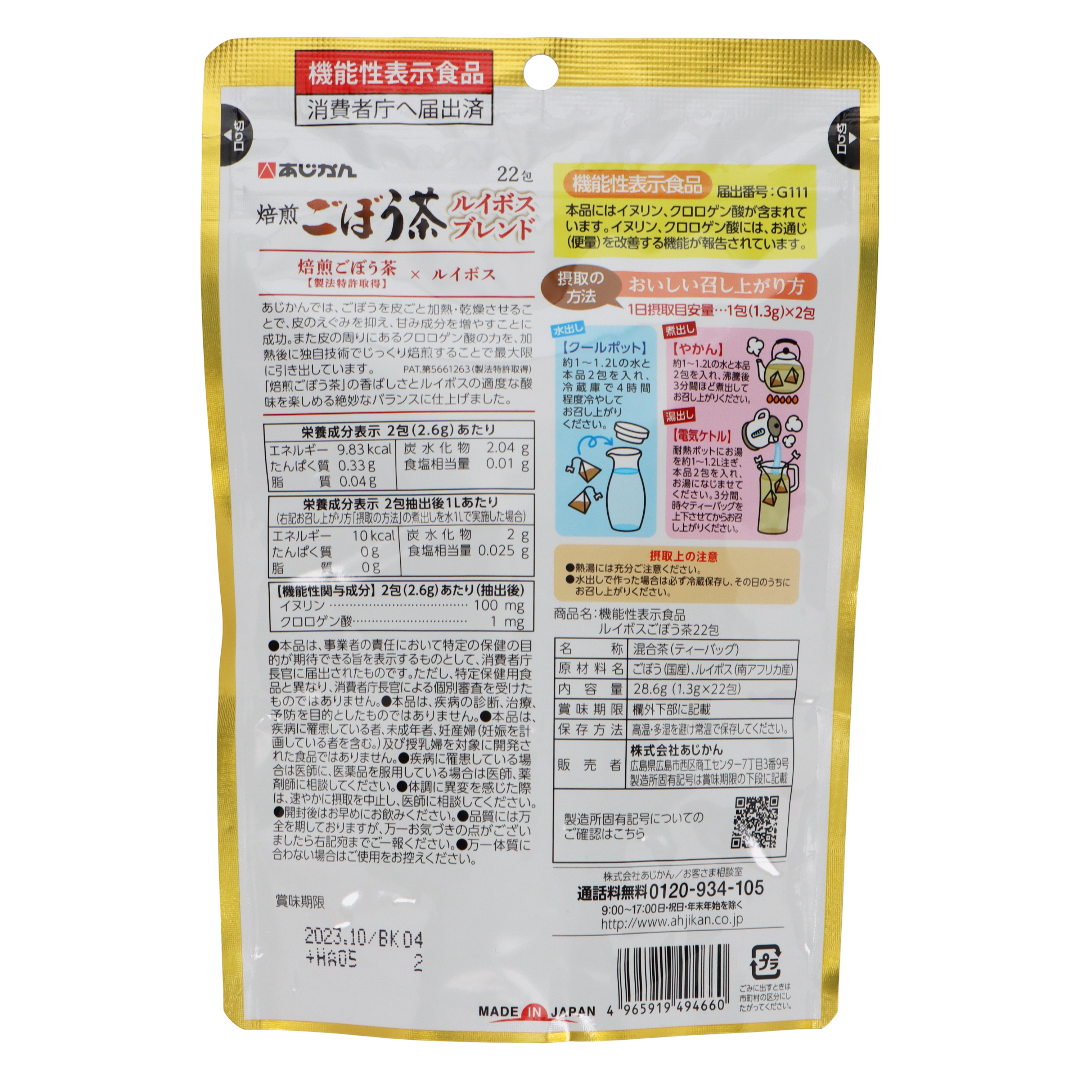 機能性表示食品
消費者庁へ届出済
切り口
切り口
あじかん
22包
焙煎ごぼう茶 ルイボスブレンド
焙煎ごぼう茶 × ルイボス
【製法特許取得】
あじかんでは、ごぼうを皮ごと加熱・乾燥させるこ
とで、皮のえぐみを抑え、甘み成分を増やすことに
成功。また皮の周りにあるクロロゲン酸の力を、加
熱後に独自技術でじっくり焙煎することで最大限
に引き出しています。 PAT.第5661263(製法特許取得)
「焙煎ごぼう茶」の香ばしさとルイボスの適度な酸
味を楽しめる絶妙なバランスに仕上げました。
栄養成分表示 2包(2.6g)あたり
エネルギー 9.83kcal 炭水化物 2.04g
たんぱく質 0.33g 食塩相当量 0.01g
脂質 0.04g
栄養成分表示 2包抽出後1Lあたり
(右記お召し上がり方「摂取の方法」の煮出しを水1Lで実施した場合)
エネルギー 10kcal 炭水化物 2g
たんぱく質 0g 食塩相当量 0.025g
脂質 0g
【機能性関与成分】2包(2.6g)あたり(抽出後)
イヌリン……………………………100mg
クロロゲン酸………………………1mg
●本品は、事業者の責任において特定の保健の目
的が期待できる旨を表示するものとして、消費者庁
長官に届出されたものです。ただし、特定保健用食
品と異なり、消費者庁長官による個別審査を受けた
ものではありません。●本品は、疾病の診断、治療、
予防を目的としたものではありません。●本品は、
疾病に罹患している者、未成年者、妊産婦(妊娠を計
画している者を含む。)及び授乳婦を対象に開発さ
れた食品ではありません。●疾病に罹患している場
合は医師に、医薬品を服用している場合は医師、薬
剤師に相談してください。●体調に異変を感じた際
は、速やかに摂取を中止し、医師に相談してください。
●開封後はお早めにお飲みください。●品質には万
全を期しておりますが、万一お気づきの点がござい
ましたら右記宛までご一報ください。●万一体質に
合わない場合はご使用をお控えください。
賞味期限
2023.10/BK04
+HA05 2
機能性表示食品 届出番号:G111
本品にはイヌリン、クロロゲン酸が含まれて
います。イヌリン、クロロゲン酸には、お通じ
(便量)を改善する機能が報告されています。
摂取の方法 おいしい召し上がり方
1日摂取目安量…1包(1.3g)×2包
水出し
【クールポット】
約1~1.2Lの水と
本品2包を入れ、
冷蔵庫で4時間
程度冷やして
お召し上がり
ください。
煮出し
【やかん】
約1~1.2Lの水と本品
2包を入れ、沸騰後
3分間ほど煮出して
お召し上がりください。
湯出し
【電気ケトル】
耐熱ポットにお湯
を約1~1.2L注ぎ、
本品2包を入れ、
お湯になじませて
ください。3分間、
時々ティーバッグを
上下させてからお召
し上がりください。
摂取上の注意
●熱湯には充分ご注意ください。
●水出しで作った場合は必ず冷蔵保存し、その日のうちに
お召し上がりください。
商品名:機能性表示食品
ルイボスごぼう茶22包
名称 混合茶(ティーバッグ)
原材料名 ごぼう(国産)、ルイボス(南アフリカ産)
内容量 28.6g(1.3g×22包)
賞味期限 欄外下部に記載
保存方法 高温・多湿を避け常温で保存してください。
販売者 株式会社あじかん
広島県広島市西区商工センター7丁目3番9号
製造所固有記号は賞味期限の下段に記載
製造所固有記号についての
ご確認はこちら
株式会社あじかん/お客さま相談室
通話料無料0120-934-105
9:00~17:00日・祝日・年末年始を除く
http://www.ahjikan.co.jp
MADE IN JAPAN
4 965919 494660
プラ
ごみに出すときは
市町村の区分にし
たがってください。